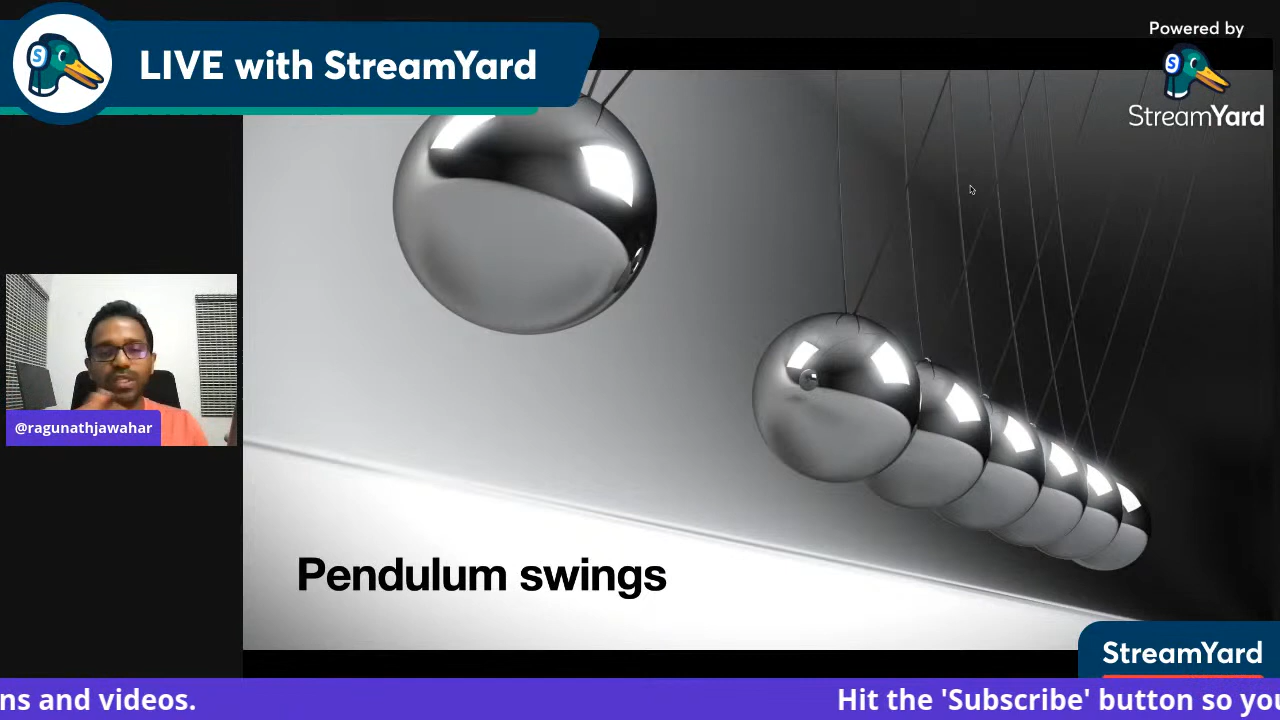 LIVE with StreamYard
Powered by
StreamYard
@ragunathjawahar
Pendulum swings
StreamYard
ns and videos.
Hit the 'Subscribe' button so you